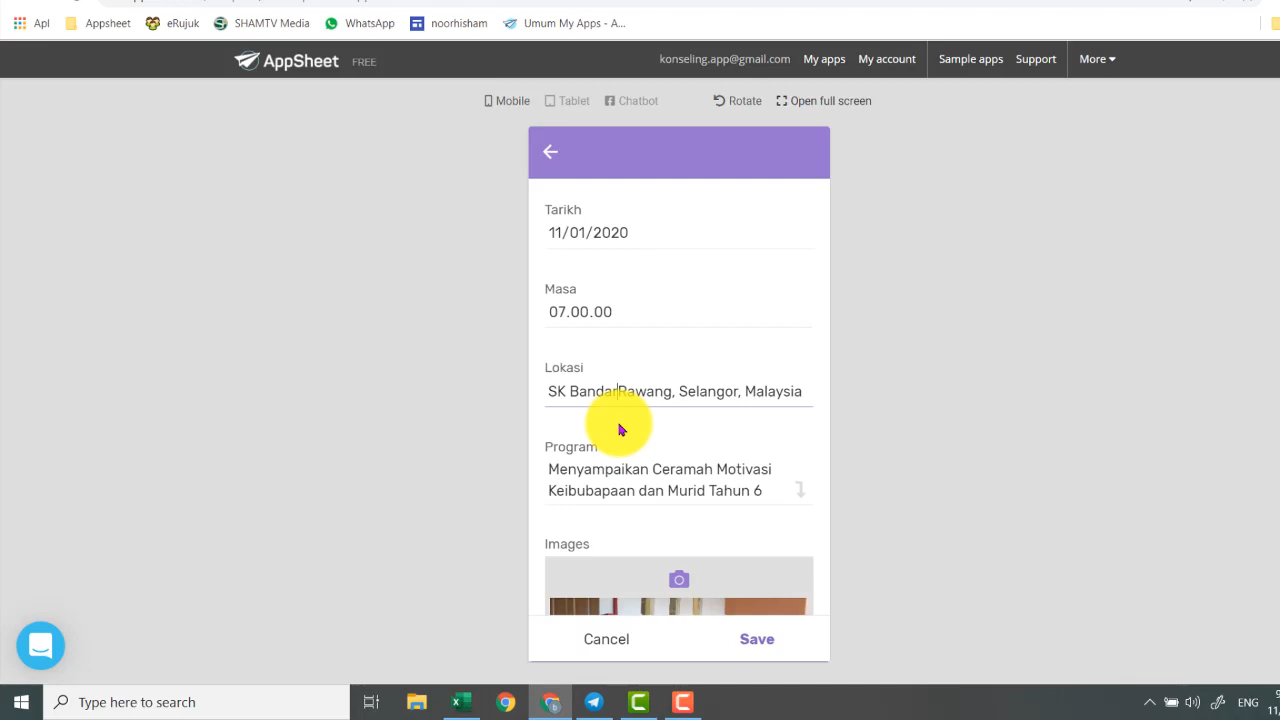 Apl
Appsheet
eRujuk
SHAMTV Media
WhatsApp
noorhisham
Umum My Apps - A...
AppSheet FREE
konseling.app@gmail.com
My apps
My account
Sample apps
Support
More
Mobile
Tablet
Chatbot
Rotate
Open full screen
Tarikh
11/01/2020
Masa
07.00.00
Lokasi
SK BandarRawang, Selangor, Malaysia
Program
Menyampaikan Ceramah Motivasi
Keibubapaan dan Murid Tahun 6
Images
Cancel
Save
Type here to search
ENG